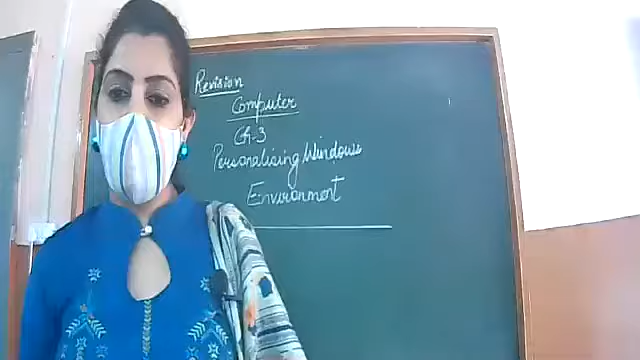 Revision
Computer
Ch-3
Personalising Windows
Environment